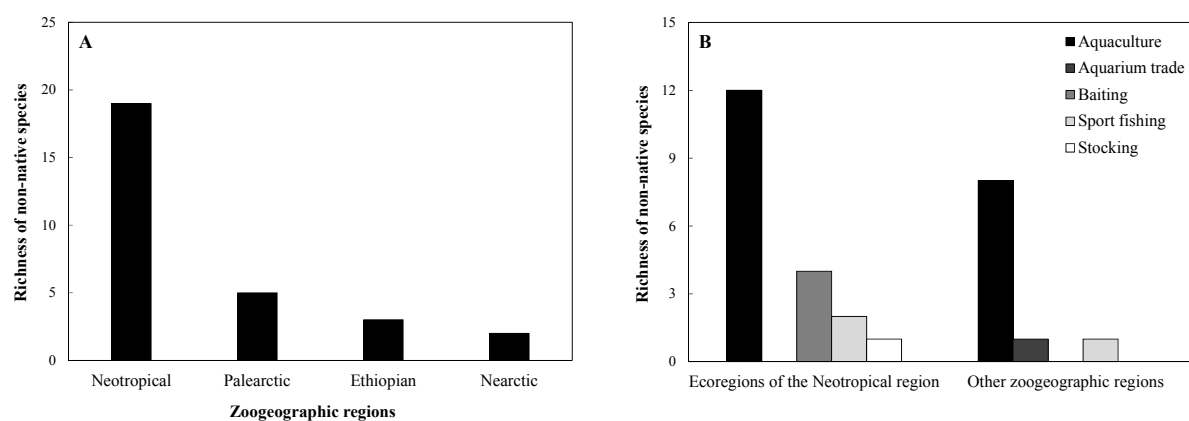 A
Richness of non-native species
25
20
15
10
5
0
Neotropical
Palearctic
Ethiopian
Nearctic
Zoogeographic regions
B
Richness of non-native species
15
12
9
6
3
0
Aquaculture
Aquarium trade
Baiting
Sport fishing
Stocking
Ecoregions of the Neotropical region
Other zoogeographic regions